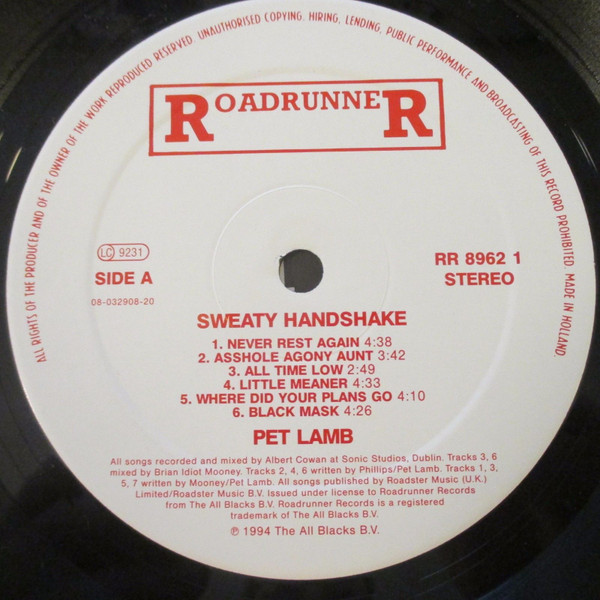 ALL RIGHTS OF THE PRODUCER AND OF THE OWNER OF THE WORK REPRODUCED RESERVED. UNAUTHORISED COPYING. HIRING, LENDING, PUBLIC PERFORMANCE AND BROADCASTING OF THIS RECORD PROHIBITED. MADE IN HOLLAND.
ROADRUNNER
LC 9231
SIDE A
08-032908-20
RR 8962 1
STEREO
SWEATY HANDSHAKE
1. NEVER REST AGAIN 4:38
2. ASSHOLE AGONY AUNT 3:42
3. ALL TIME LOW 2:49
4. LITTLE MEANER 4:33
5. WHERE DID YOUR PLANS GO 4:10
6. BLACK MASK 4:26
PET LAMB
All songs recorded and mixed by Albert Cowan at Sonic Studios, Dublin. Tracks 3, 6
mixed by Brian Idiot Mooney. Tracks 2, 4, 6 written by Phillips/Pet Lamb. Tracks 1, 3,
5, 7 written by Mooney/Pet Lamb. All songs published by Roadster Music (U.K.)
Limited/Roadster Music B.V. Issued under license to Roadrunner Records
from The All Blacks B.V. Roadrunner Records is a registered
trademark of The All Blacks B.V.
℗ 1994 The All Blacks B.V.